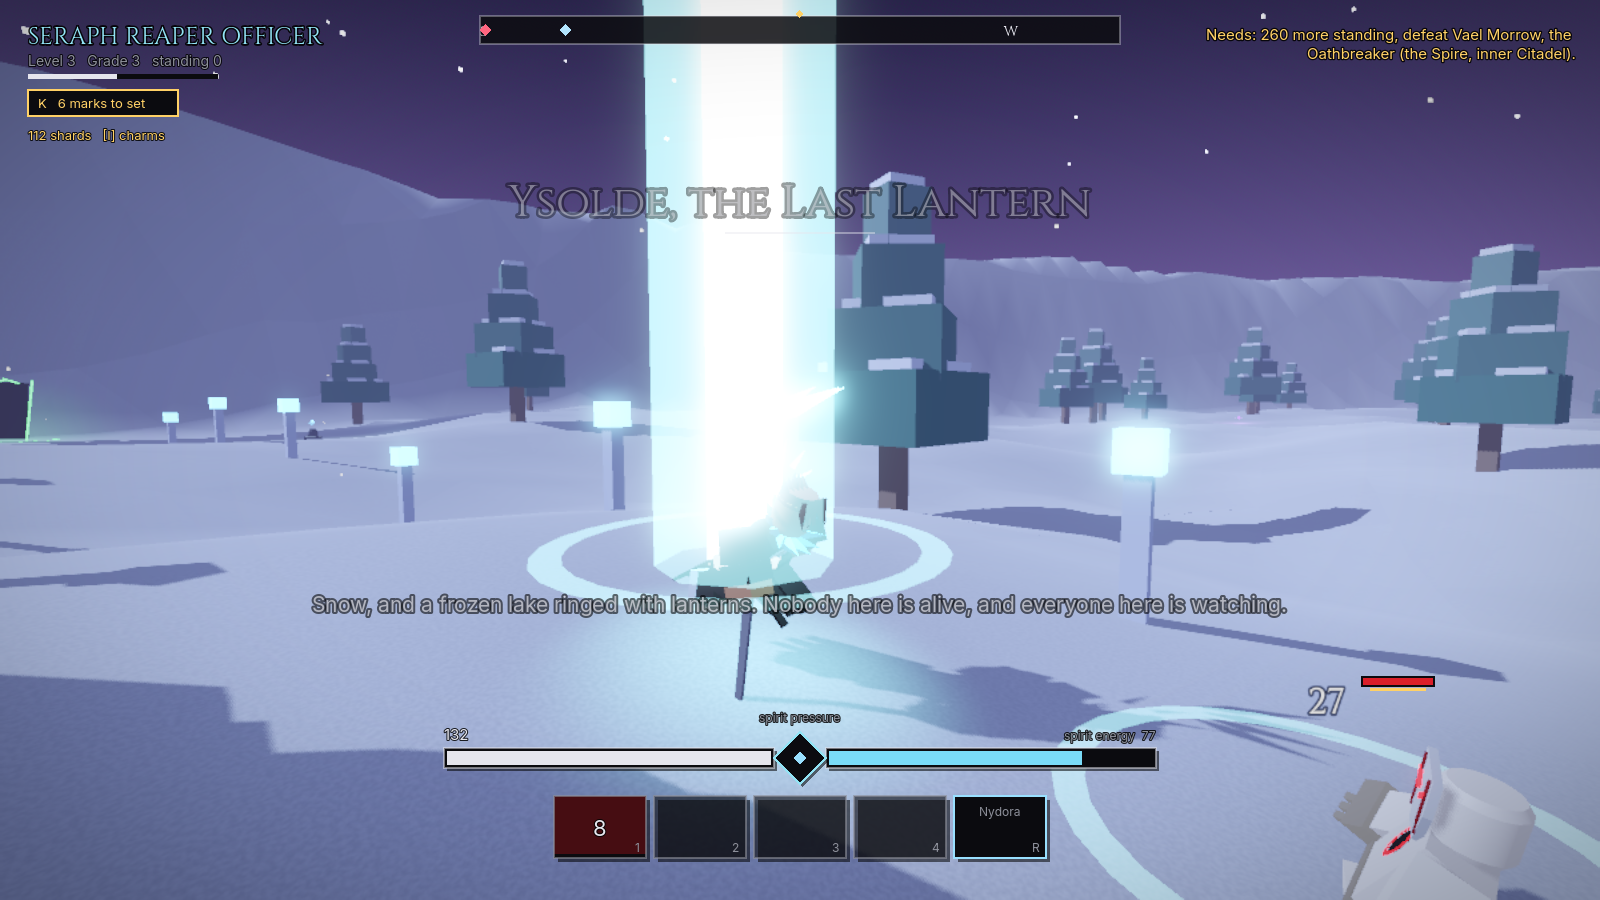 SERAPH REAPER OFFICER
Level 3 Grade 3 standing 0
K 6 marks to set
112 shards [I] charms
W
Needs: 260 more standing, defeat Vael Morrow, the
Oathbreaker (the Spire, inner Citadel).
YSOLDE, THE LAST LANTERN
Snow, and a frozen lake ringed with lanterns. Nobody here is alive, and everyone here is watching.
27
spirit pressure
132
spirit energy 77
8
1
2
3
4
Nydora
R